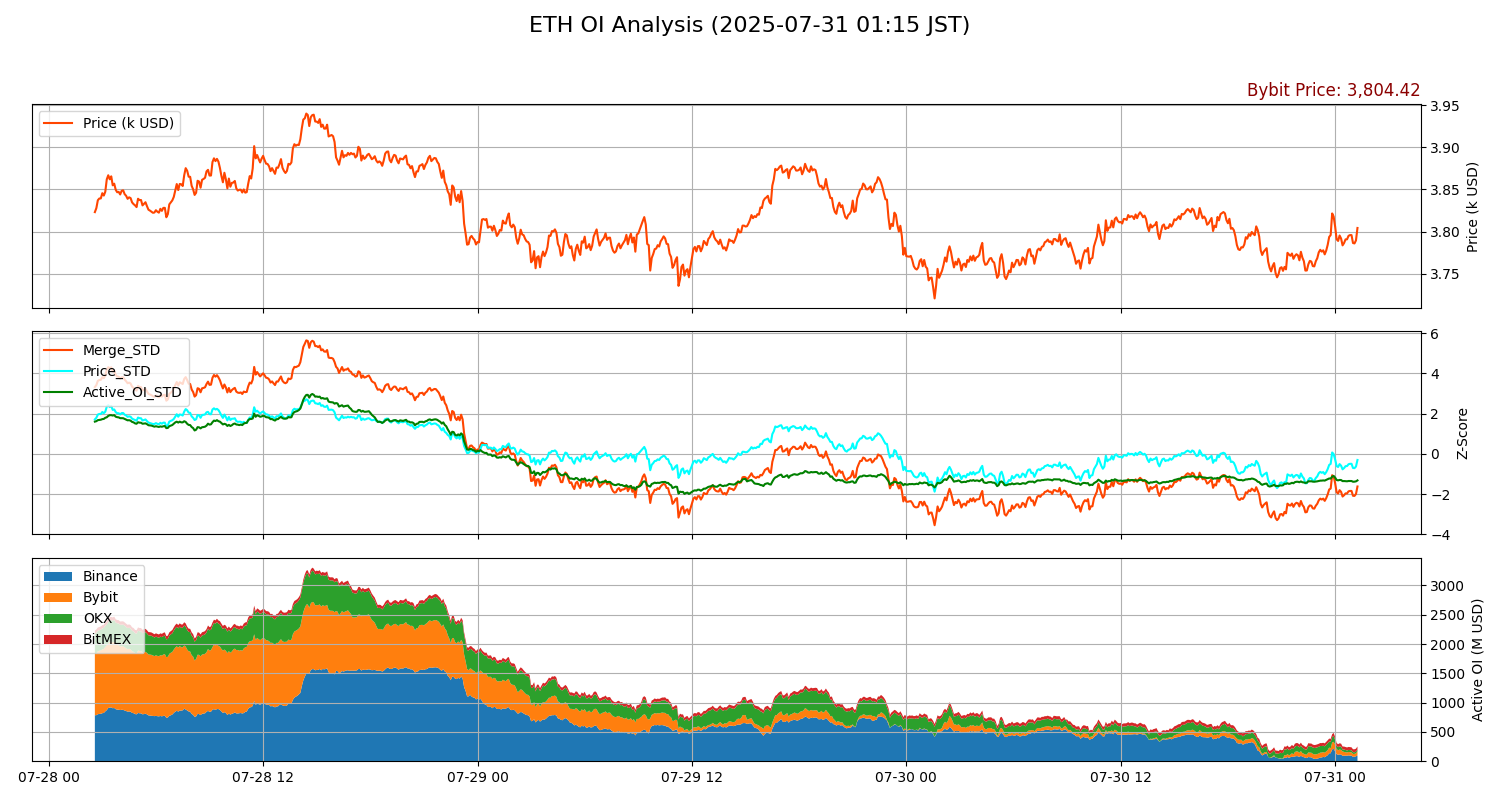 ETH OI Analysis (2025-07-31 01:15 JST)
Bybit Price: 3,804.42
Price (k USD)
3.95
3.90
3.85
3.80
3.75
Price (k USD)
Merge_STD
Price_STD
Active_OI_STD
6
4
2
0
−2
−4
Z-Score
Binance
Bybit
OKX
BitMEX
3000
2500
2000
1500
1000
500
0
Active OI (M USD)
07-28 00
07-28 12
07-29 00
07-29 12
07-30 00
07-30 12
07-31 00